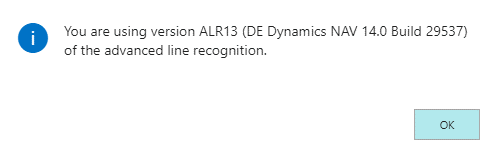 You are using version ALR13 (DE Dynamics NAV 14.0 Build 29537)
of the advanced line recognition.
OK